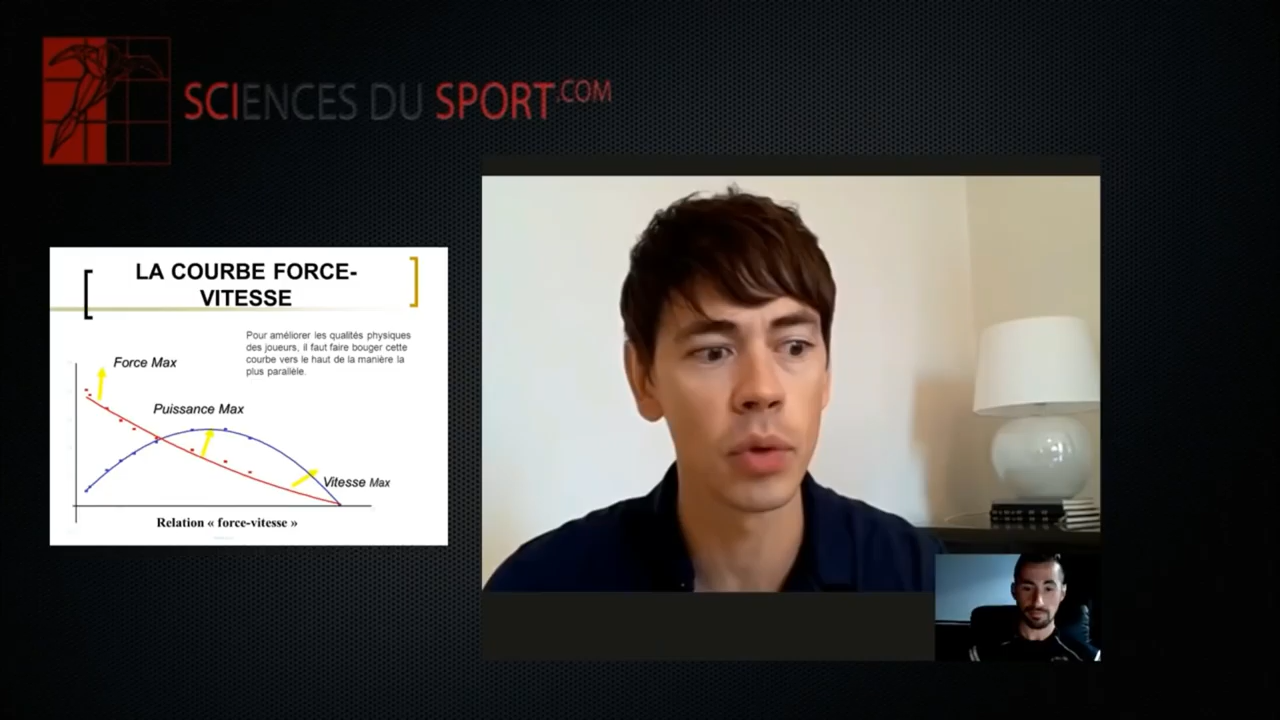 SCIENCES DU SPORT.COM
LA COURBE FORCE-
VITESSE
Pour améliorer les qualités physiques
des joueurs, il faut faire bouger cette
courbe vers le haut de la manière la
plus parallèle.
Force Max
Puissance Max
Vitesse Max
Relation « force-vitesse »